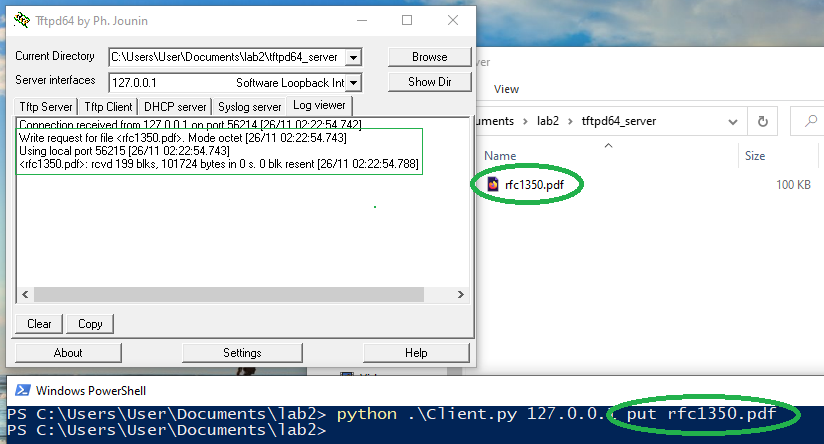 Tftpd64 by Ph. Jounin
Current Directory C:\Users\User\Documents\lab2\tftpd64_server Browse
Server interfaces 127.0.0.1 Software Loopback Int Show Dir
Tftp Server Tftp Client DHCP server Syslog server Log viewer
Connection received from 127.0.0.1 on port 56214 [26/11 02:22:54.742]
Write request for file <rfc1350.pdf>. Mode octet [26/11 02:22:54.743]
Using local port 56215 [26/11 02:22:54.743]
<rfc1350.pdf>: rcvd 199 blks, 101724 bytes in 0 s. 0 blk resent [26/11 02:22:54.788]
Clear Copy
About Settings Help
View
lab2 tftpd64_server
Name Size
rfc1350.pdf 100 KB
Windows PowerShell
PS C:\Users\User\Documents\lab2> python .\Client.py 127.0.0.1 put rfc1350.pdf
PS C:\Users\User\Documents\lab2>